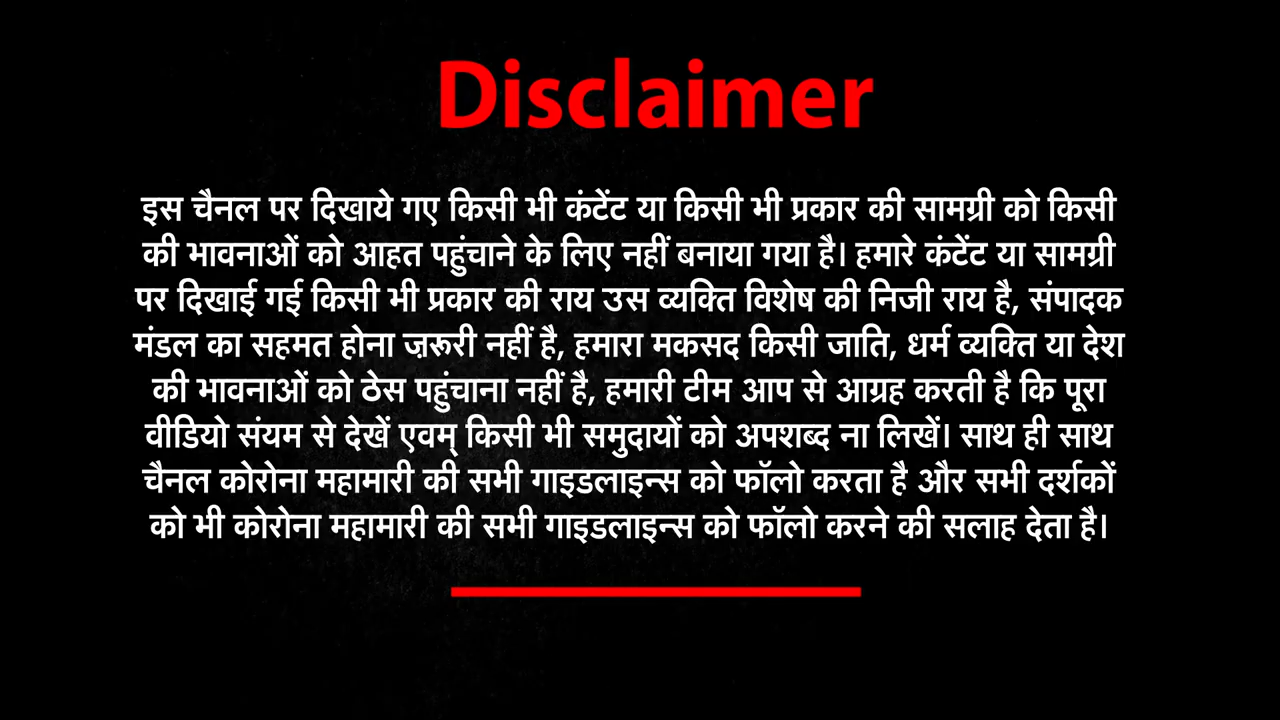 Disclaimer
इस चैनल पर दिखाये गए किसी भी कंटेंट या किसी भी प्रकार की सामग्री को किसी
की भावनाओं को आहत पहुंचाने के लिए नहीं बनाया गया है। हमारे कंटेंट या सामग्री
पर दिखाई गई किसी भी प्रकार की राय उस व्यक्ति विशेष की निजी राय है, संपादक
मंडल का सहमत होना ज़रूरी नहीं है, हमारा मकसद किसी जाति, धर्म व्यक्ति या देश
की भावनाओं को ठेस पहुंचाना नहीं है, हमारी टीम आप से आग्रह करती है कि पूरा
वीडियो संयम से देखें एवम् किसी भी समुदायों को अपशब्द ना लिखें। साथ ही साथ
चैनल कोरोना महामारी की सभी गाइडलाइन्स को फॉलो करता है और सभी दर्शकों
को भी कोरोना महामारी की सभी गाइडलाइन्स को फॉलो करने की सलाह देता है।